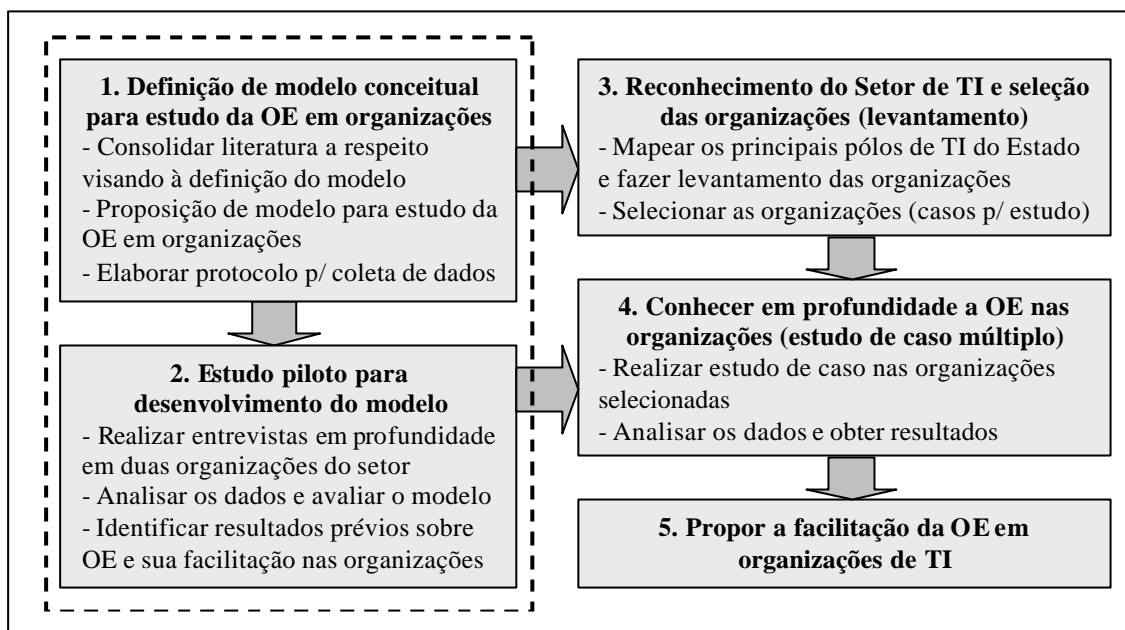 1. Definição de modelo conceitual
para estudo da OE em organizações
- Consolidar literatura a respeito
visando à definição do modelo
- Proposição de modelo para estudo da
OE em organizações
- Elaborar protocolo p/ coleta de dados
2. Estudo piloto para
desenvolvimento do modelo
- Realizar entrevistas em profundidade
em duas organizações do setor
- Analisar os dados e avaliar o modelo
- Identificar resultados prévios sobre
OE e sua facilitação nas organizações
3. Reconhecimento do Setor de TI e seleção
das organizações (levantamento)
- Mapear os principais pólos de TI do Estado
e fazer levantamento das organizações
- Selecionar as organizações (casos p/ estudo)
4. Conhecer em profundidade a OE nas
organizações (estudo de caso múltiplo)
- Realizar estudo de caso nas organizações
selecionadas
- Analisar os dados e obter resultados
5. Propor a facilitação da OE em
organizações de TI